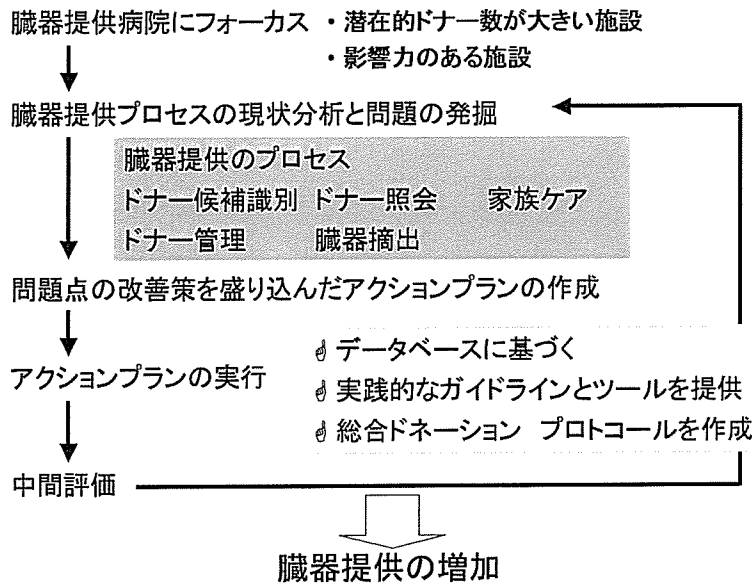 臓器提供病院にフォーカス ・潜在的ドナー数が大きい施設
・影響力のある施設
臓器提供プロセスの現状分析と問題の発掘
臓器提供のプロセス
ドナー候補識別 ドナー照会 家族ケア
ドナー管理 臓器摘出
問題点の改善策を盛り込んだアクションプランの作成
アクションプランの実行
☝データベースに基づく
☝実践的なガイドラインとツールを提供
☝総合ドネーション プロトコールを作成
中間評価
臓器提供の増加